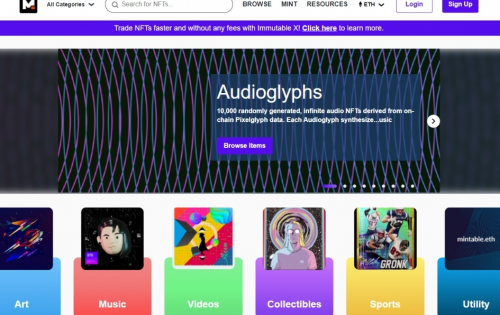 All Categories Search for NFTs... BROWSE MINT RESOURCES ETH Login Sign Up
Trade NFTs faster and without any fees with Immutable X! Click here to learn more.
Audioglyphs
10,000 randomly generated, infinite audio NFTs derived from on-
chain Pixelglyph data. Each Audioglyph synthesize...usic
Browse Items
mintable.eth
GRONK
Art Music Videos Collectibles Sports Utility